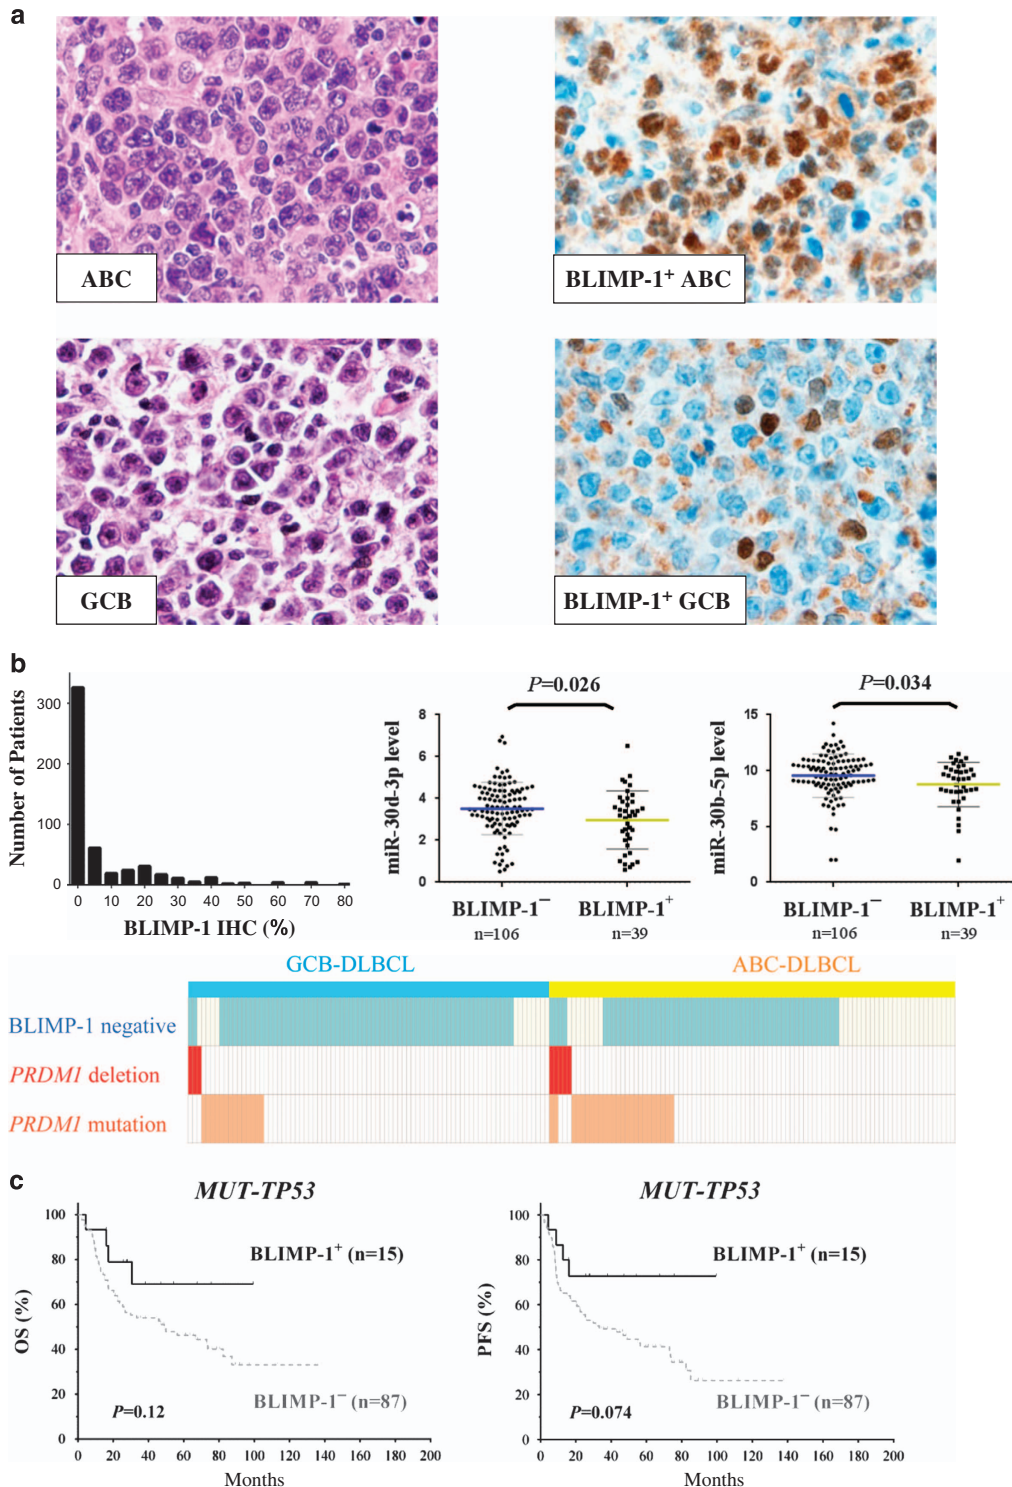 a
ABC
BLIMP-1+ ABC
GCB
BLIMP-1+ GCB
b
Number of Patients
300
200
100
0
0 10 20 30 40 50 60 70 80
BLIMP-1 IHC (%)
P=0.026
miR-30d-3p level
8
6
4
2
0
BLIMP-1− BLIMP-1+
n=106 n=39
P=0.034
miR-30b-5p level
15
10
5
0
BLIMP-1− BLIMP-1+
n=106 n=39
GCB-DLBCL ABC-DLBCL
BLIMP-1 negative
PRDM1 deletion
PRDM1 mutation
c
MUT-TP53
OS (%)
100
80
60
40
20
0
BLIMP-1+ (n=15)
BLIMP-1− (n=87)
P=0.12
0 20 40 60 80 100 120 140 160 180 200
Months
MUT-TP53
PFS (%)
100
80
60
40
20
0
BLIMP-1+ (n=15)
BLIMP-1− (n=87)
P=0.074
0 20 40 60 80 100 120 140 160 180 200
Months